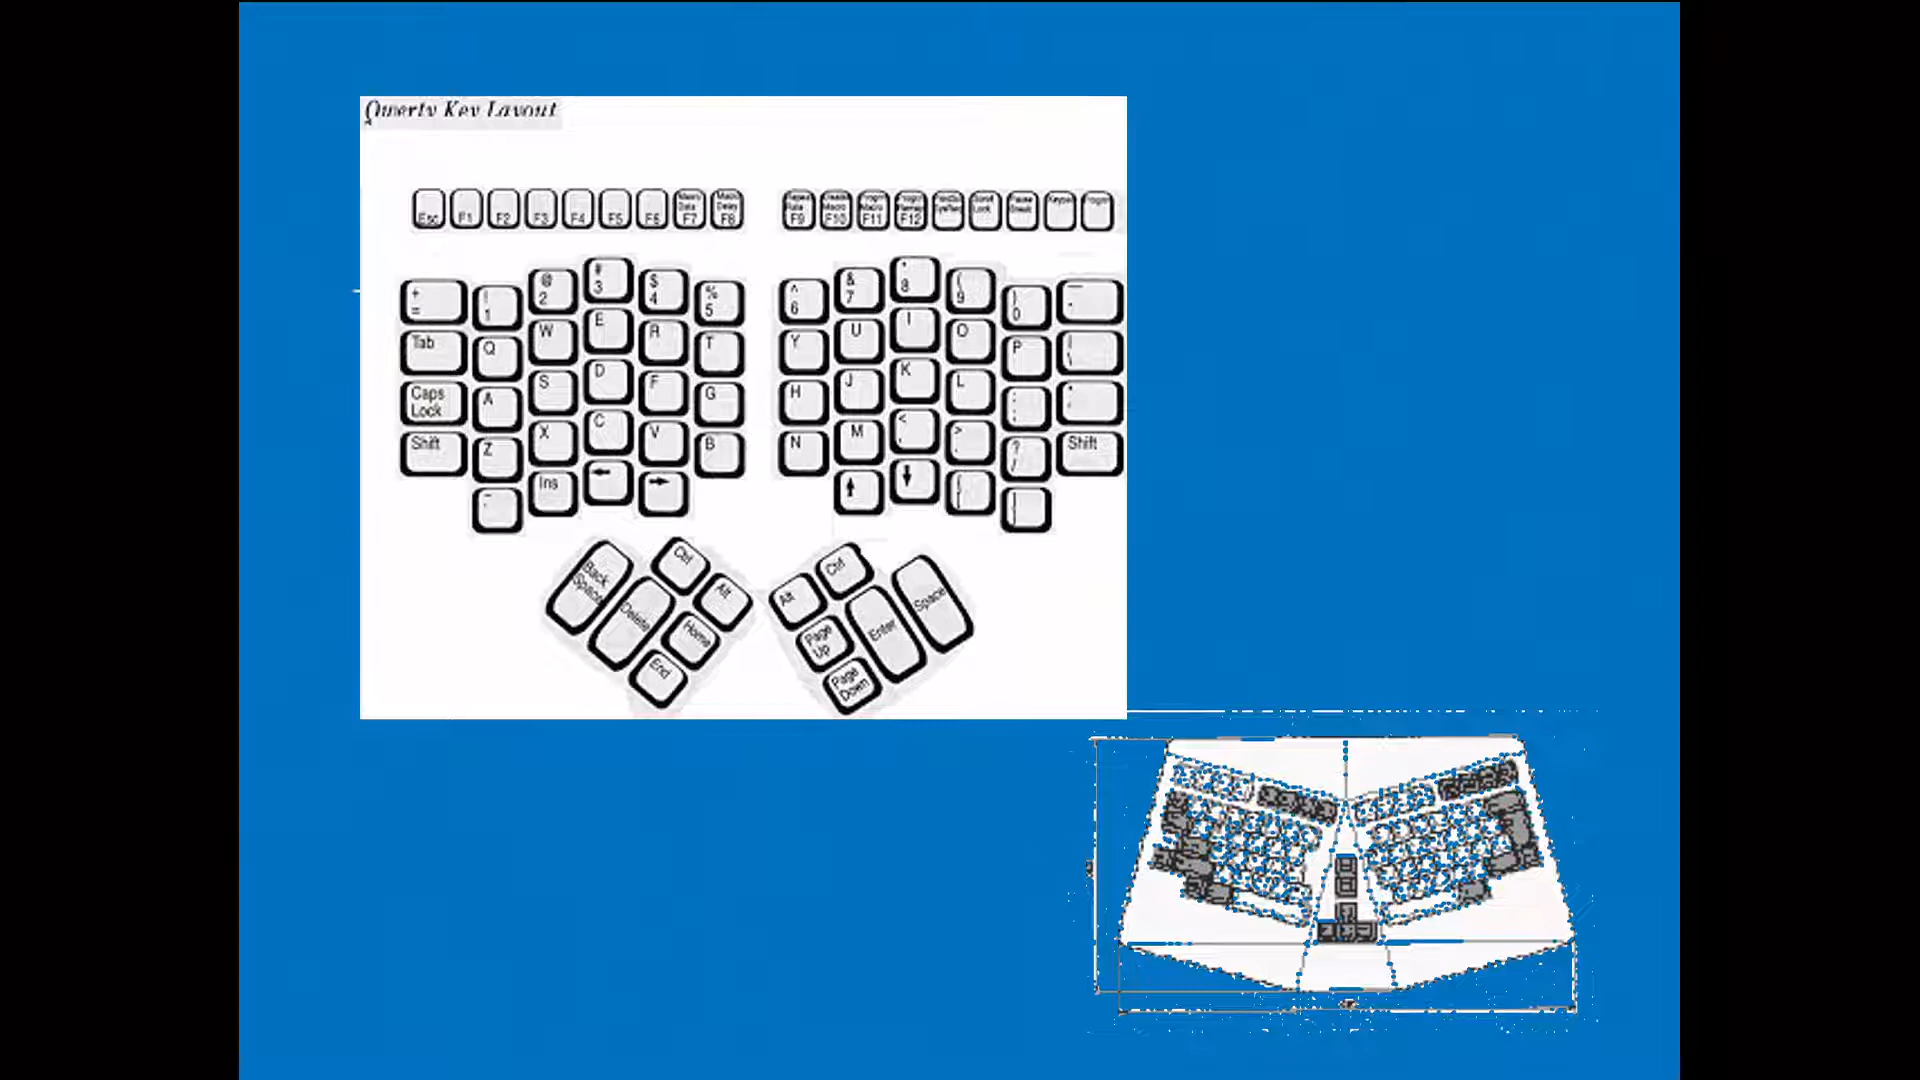 Qwerty Key Layout
Esc F1 F2 F3 F4 F5 F6 F7 F8 F9 F10 F11 F12 Scroll Lock
+ = ! 1 @ 2 # 3 $ 4 % 5 ^ 6 & 7 * 8 ( 9 ) 0
Tab Q W E R T Y U I O P | \
Caps Lock A S D F G H J K L : ;
Shift Z X C V B N M < , > . ? / Shift
Ins ← → ↑ ↓
Back Space Delete Ctrl Alt Home End Alt Ctrl Page Up Page Down Enter Space